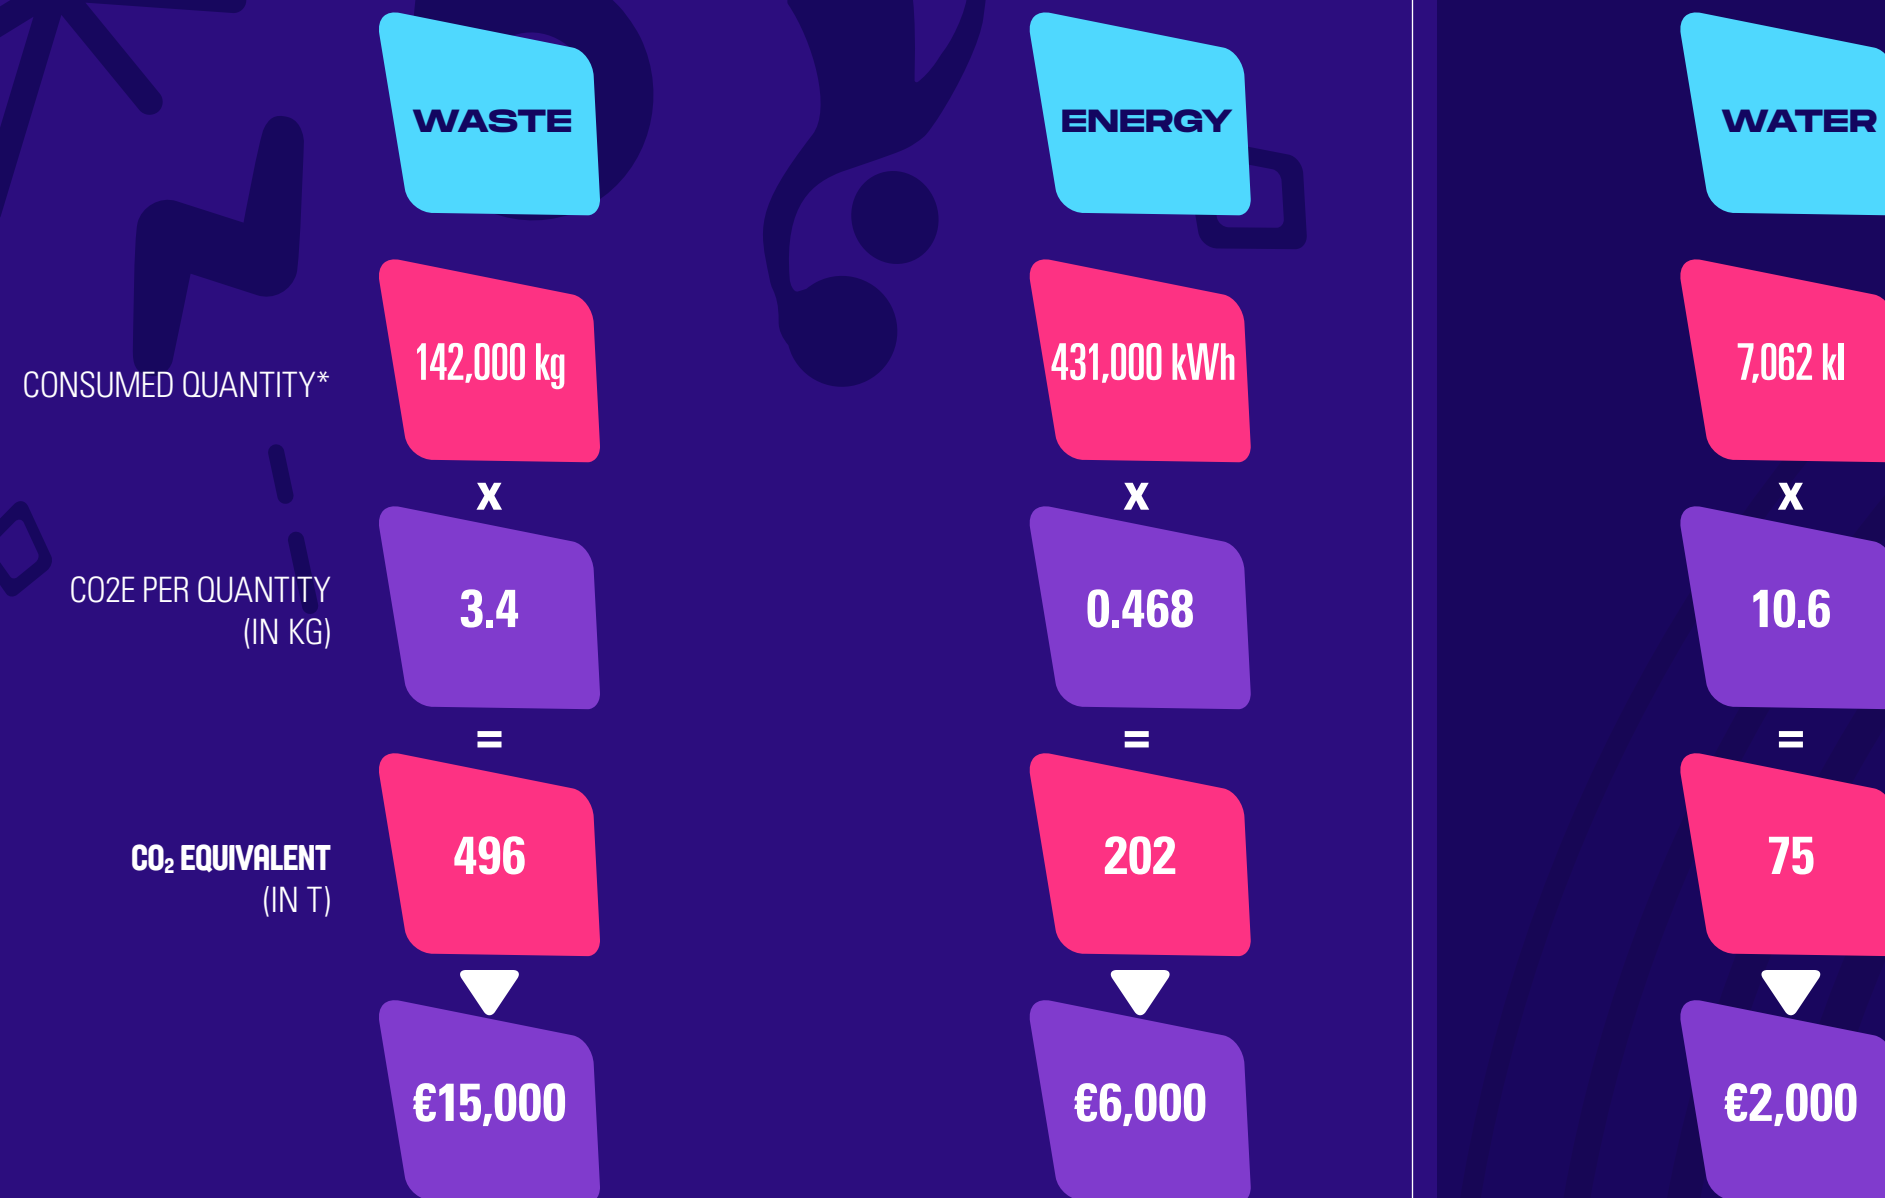 WASTE
ENERGY
WATER
CONSUMED QUANTITY*
142,000 kg
431,000 kWh
7,062 kl
x
x
x
CO2E PER QUANTITY
(IN KG)
3.4
0.468
10.6
=
=
=
CO₂ EQUIVALENT
(IN T)
496
202
75
€15,000
€6,000
€2,000